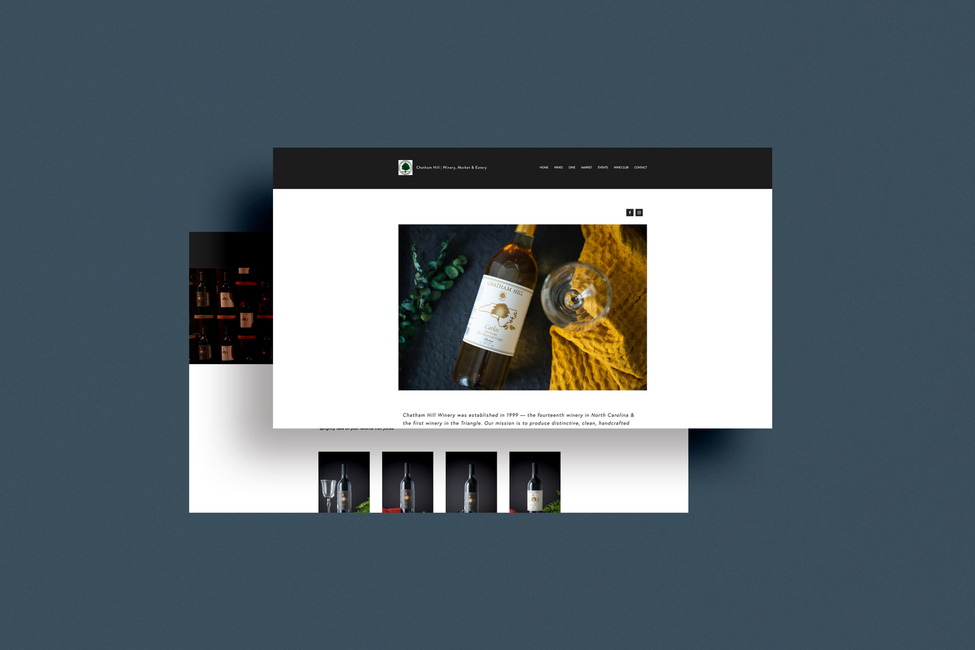 Chatham Hill | Winery, Market & Eatery
HOME WINES DINE MARKET EVENTS WINE CLUB CONTACT
CHATHAM HILL
Chatham Hill Winery was established in 1999 — the fourteenth winery in North Carolina &
the first winery in the Triangle. Our mission is to produce distinctive, clean, handcrafted